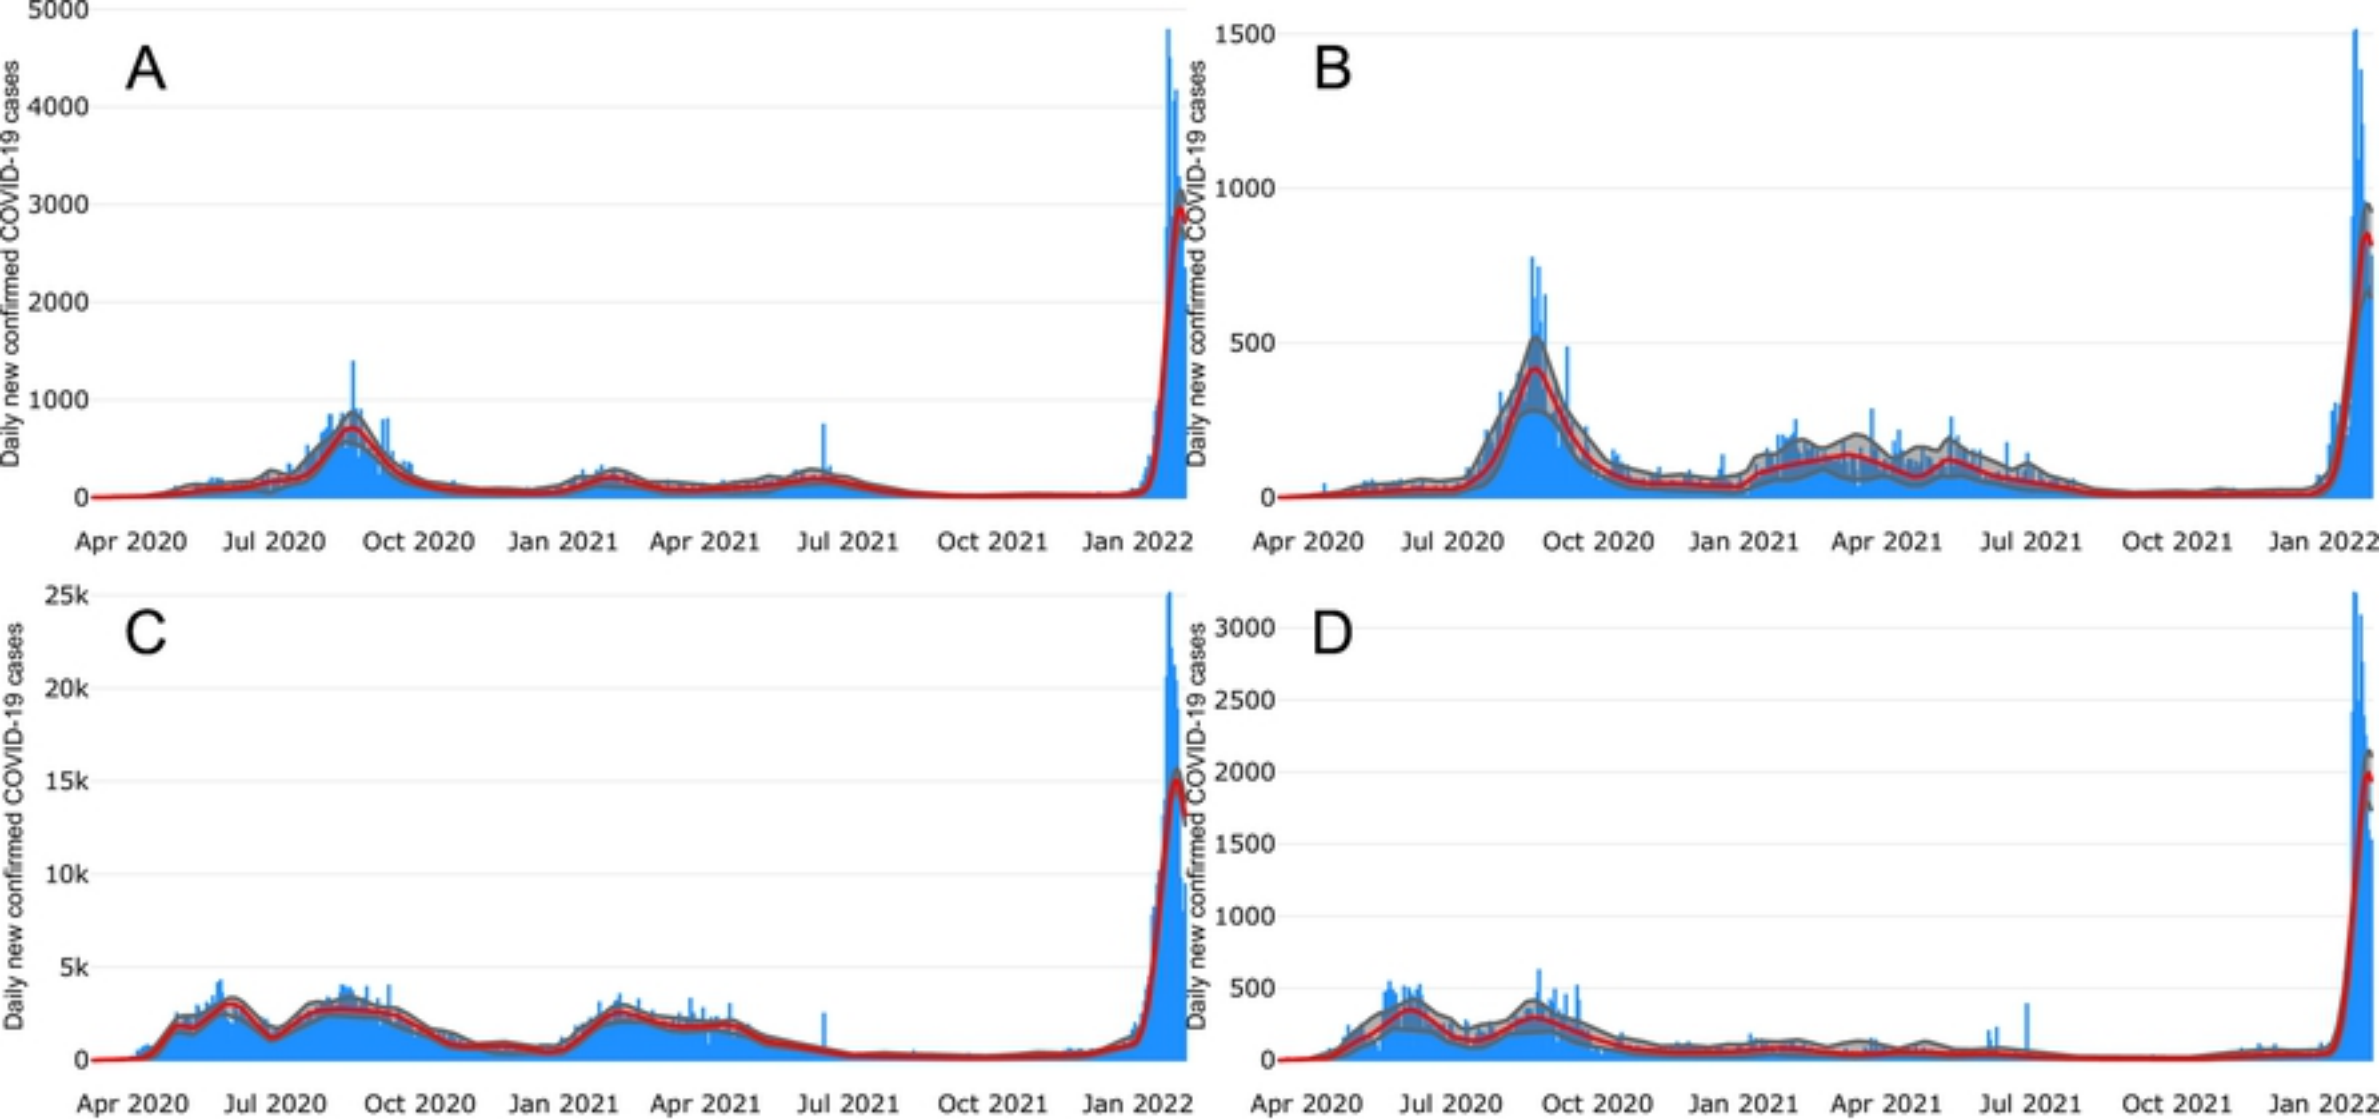 A
Daily new confirmed COVID-19 cases
5000
4000
3000
2000
1000
0
Apr 2020 Jul 2020 Oct 2020 Jan 2021 Apr 2021 Jul 2021 Oct 2021 Jan 2022
B
Daily new confirmed COVID-19 cases
1500
1000
500
0
Apr 2020 Jul 2020 Oct 2020 Jan 2021 Apr 2021 Jul 2021 Oct 2021 Jan 2022
C
Daily new confirmed COVID-19 cases
25k
20k
15k
10k
5k
0
Apr 2020 Jul 2020 Oct 2020 Jan 2021 Apr 2021 Jul 2021 Oct 2021 Jan 2022
D
Daily new confirmed COVID-19 cases
3000
2500
2000
1500
1000
500
0
Apr 2020 Jul 2020 Oct 2020 Jan 2021 Apr 2021 Jul 2021 Oct 2021 Jan 2022